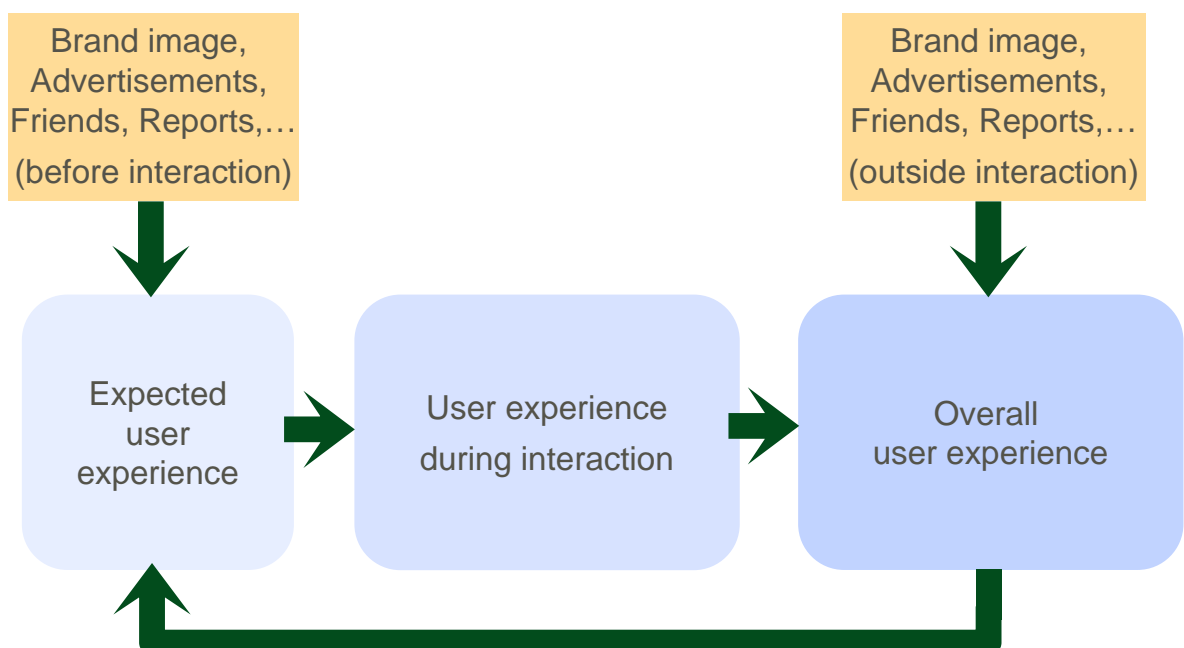 Brand image,
Advertisements,
Friends, Reports,…
(before interaction)
Brand image,
Advertisements,
Friends, Reports,…
(outside interaction)
Expected
user
experience
User experience
during interaction
Overall
user experience